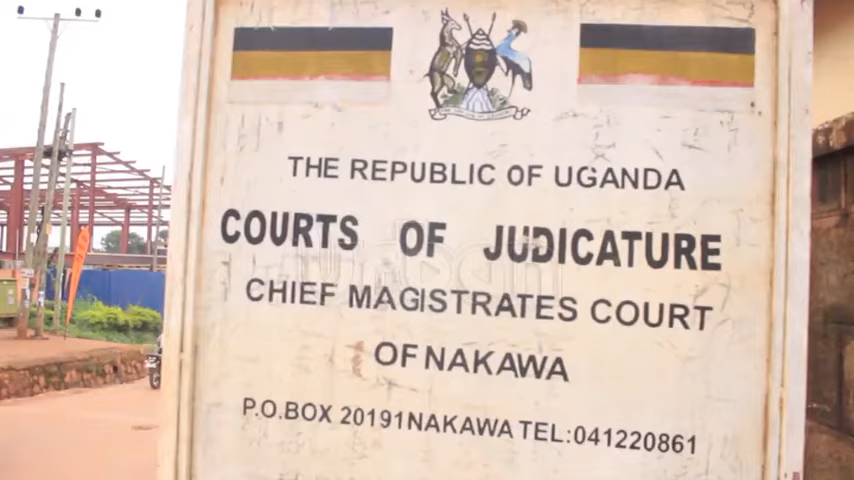 THE REPUBLIC OF UGANDA
COURTS OF JUDICATURE
CHIEF MAGISTRATES COURT
OF NAKAWA
P.O.BOX 20191NAKAWA TEL:041220861